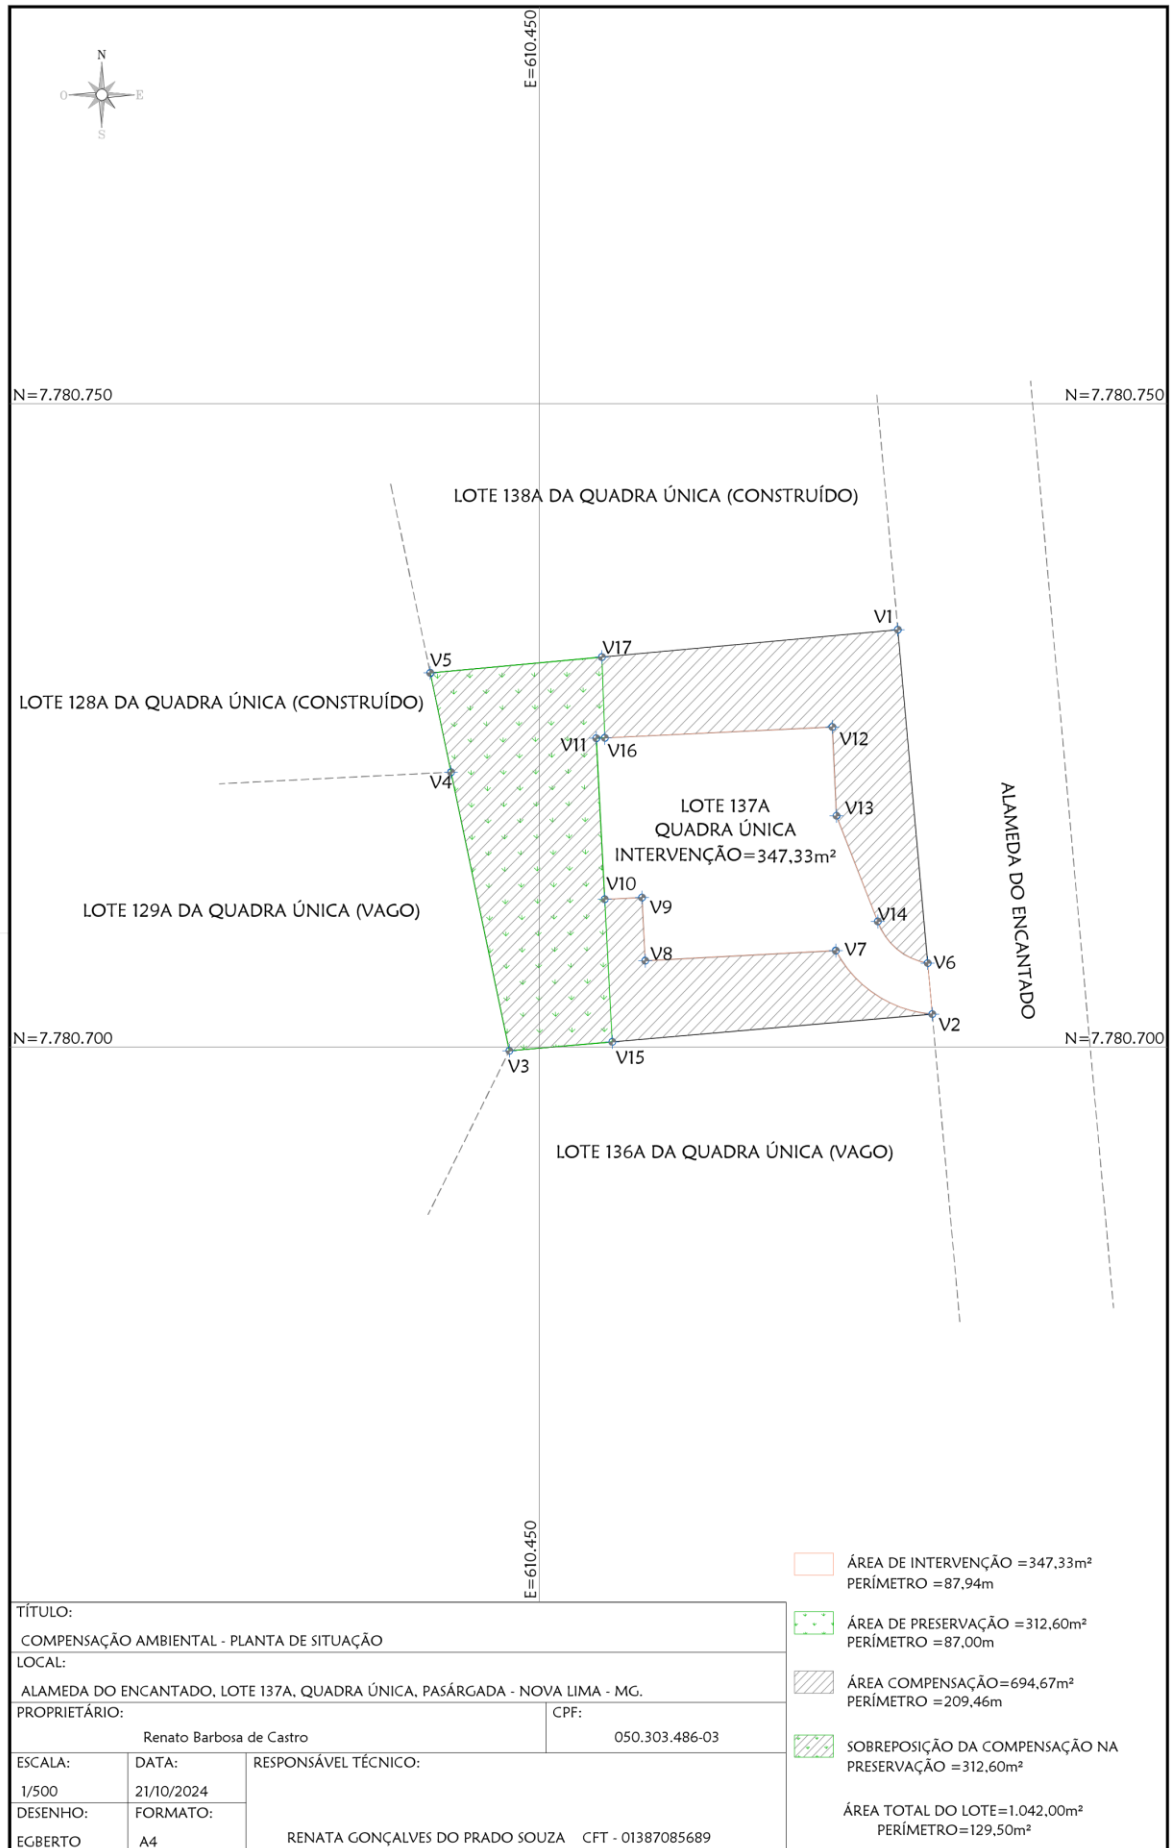 E=610.450
N
O
E
S
N=7.780.750
N=7.780.750
LOTE 138A DA QUADRA ÚNICA (CONSTRUÍDO)
V1
V17
V5
LOTE 128A DA QUADRA ÚNICA (CONSTRUÍDO)
V11
V16
V12
V4
LOTE 137A
QUADRA ÚNICA
INTERVENÇÃO=347,33m²
V13
ALAMEDA DO ENCANTADO
V10
V9
LOTE 129A DA QUADRA ÚNICA (VAGO)
V14
V8
V7
V6
V2
N=7.780.700
N=7.780.700
V3
V15
LOTE 136A DA QUADRA ÚNICA (VAGO)
E=610.450
ÁREA DE INTERVENÇÃO =347,33m²
PERÍMETRO =87,94m
ÁREA DE PRESERVAÇÃO =312,60m²
PERÍMETRO =87,00m
ÁREA COMPENSAÇÃO=694,67m²
PERÍMETRO =209,46m
SOBREPOSIÇÃO DA COMPENSAÇÃO NA
PRESERVAÇÃO =312,60m²
ÁREA TOTAL DO LOTE=1.042,00m²
PERÍMETRO=129,50m²
TÍTULO:
COMPENSAÇÃO AMBIENTAL - PLANTA DE SITUAÇÃO
LOCAL:
ALAMEDA DO ENCANTADO, LOTE 137A, QUADRA ÚNICA, PASÁRGADA - NOVA LIMA - MG.
PROPRIETÁRIO:
Renato Barbosa de Castro
CPF:
050.303.486-03
ESCALA:
1/500
DATA:
21/10/2024
RESPONSÁVEL TÉCNICO:
RENATA GONÇALVES DO PRADO SOUZA CFT - 01387085689
DESENHO:
EGBERTO
FORMATO:
A4